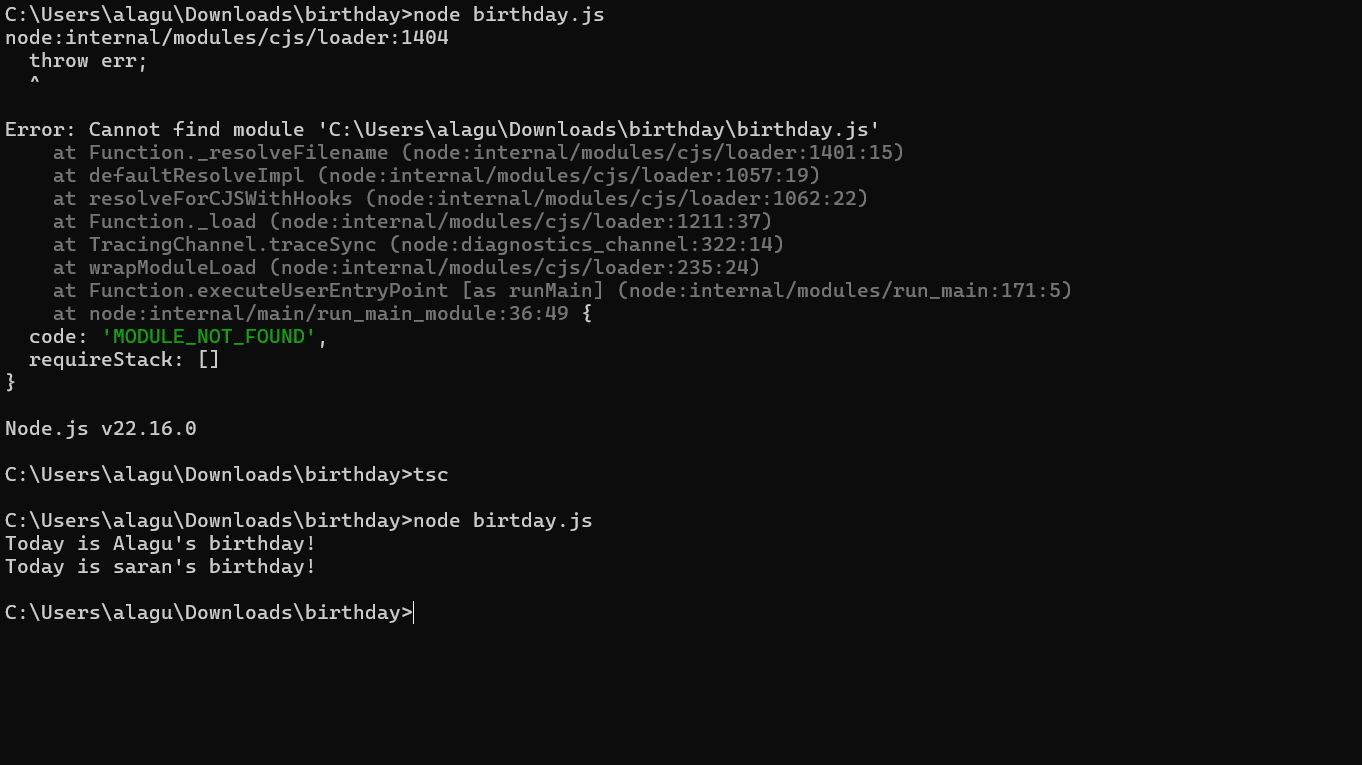 C:\Users\alagu\Downloads\birthday>node birthday.js
node:internal/modules/cjs/loader:1404
  throw err;
  ^

Error: Cannot find module 'C:\Users\alagu\Downloads\birthday\birthday.js'
    at Function._resolveFilename (node:internal/modules/cjs/loader:1401:15)
    at defaultResolveImpl (node:internal/modules/cjs/loader:1057:19)
    at resolveForCJSWithHooks (node:internal/modules/cjs/loader:1062:22)
    at Function._load (node:internal/modules/cjs/loader:1211:37)
    at TracingChannel.traceSync (node:diagnostics_channel:322:14)
    at wrapModuleLoad (node:internal/modules/cjs/loader:235:24)
    at Function.executeUserEntryPoint [as runMain] (node:internal/modules/run_main:171:5)
    at node:internal/main/run_main_module:36:49 {
  code: 'MODULE_NOT_FOUND',
  requireStack: []
}

Node.js v22.16.0

C:\Users\alagu\Downloads\birthday>tsc

C:\Users\alagu\Downloads\birthday>node birtday.js
Today is Alagu's birthday!
Today is saran's birthday!

C:\Users\alagu\Downloads\birthday>